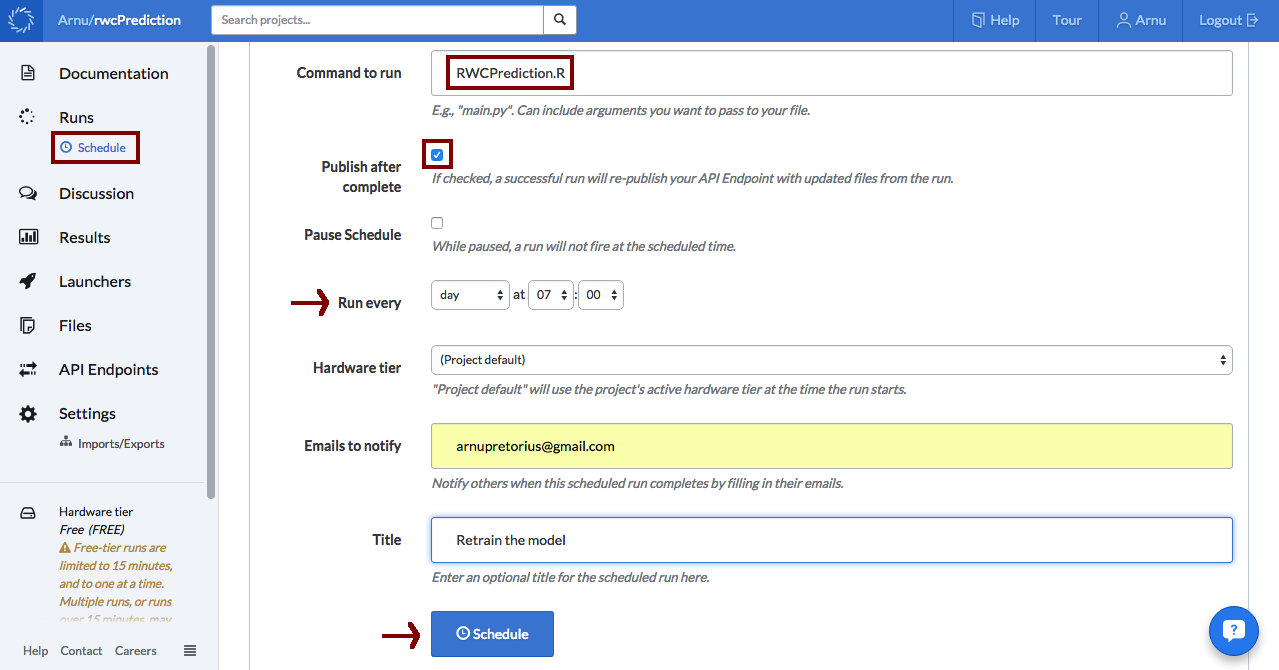 Arnu/rwcPrediction
Search projects...
Help
Tour
Arnu
Logout
Documentation
Runs
Schedule
Discussion
Results
Launchers
Files
API Endpoints
Settings
Imports/Exports
Hardware tier
Free (FREE)
Free-tier runs are
limited to 15 minutes,
and to one at a time.
Multiple runs, or runs
over 15 minutes, may
Help Contact Careers
Command to run
RWCPrediction.R
E.g., "main.py". Can include arguments you want to pass to your file.
Publish after
complete
If checked, a successful run will re-publish your API Endpoint with updated files from the run.
Pause Schedule
While paused, a run will not fire at the scheduled time.
Run every
day at 07 : 00
Hardware tier
(Project default)
"Project default" will use the project's active hardware tier at the time the run starts.
Emails to notify
arnupretorius@gmail.com
Notify others when this scheduled run completes by filling in their emails.
Title
Retrain the model
Enter an optional title for the scheduled run here.
Schedule
?